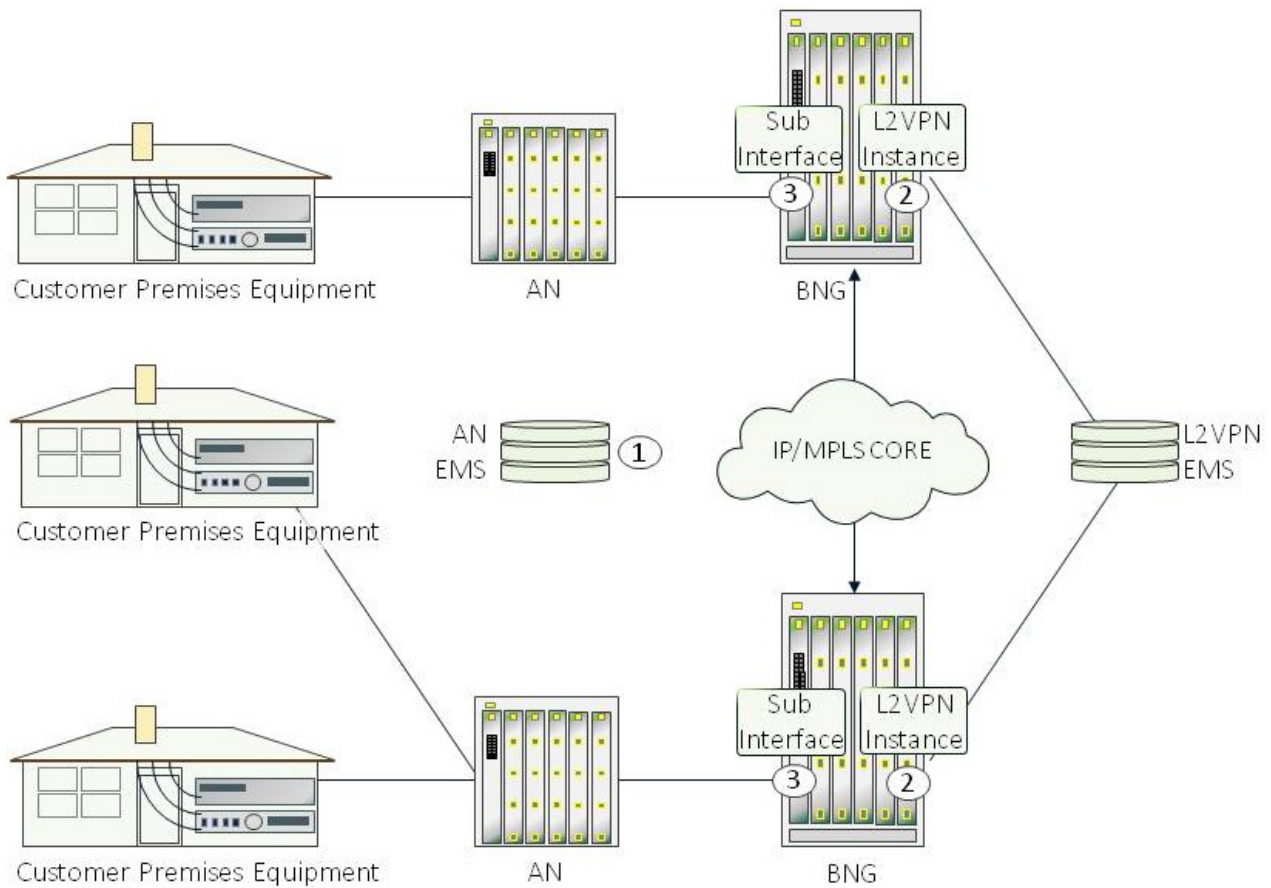 Sub
Interface
3
L2VPN
Instance
2
Customer Premises Equipment
AN
BNG
AN
EMS
1
IP/MPLS CORE
L2VPN
EMS
Customer Premises Equipment
Sub
Interface
3
L2VPN
Instance
2
Customer Premises Equipment
AN
BNG